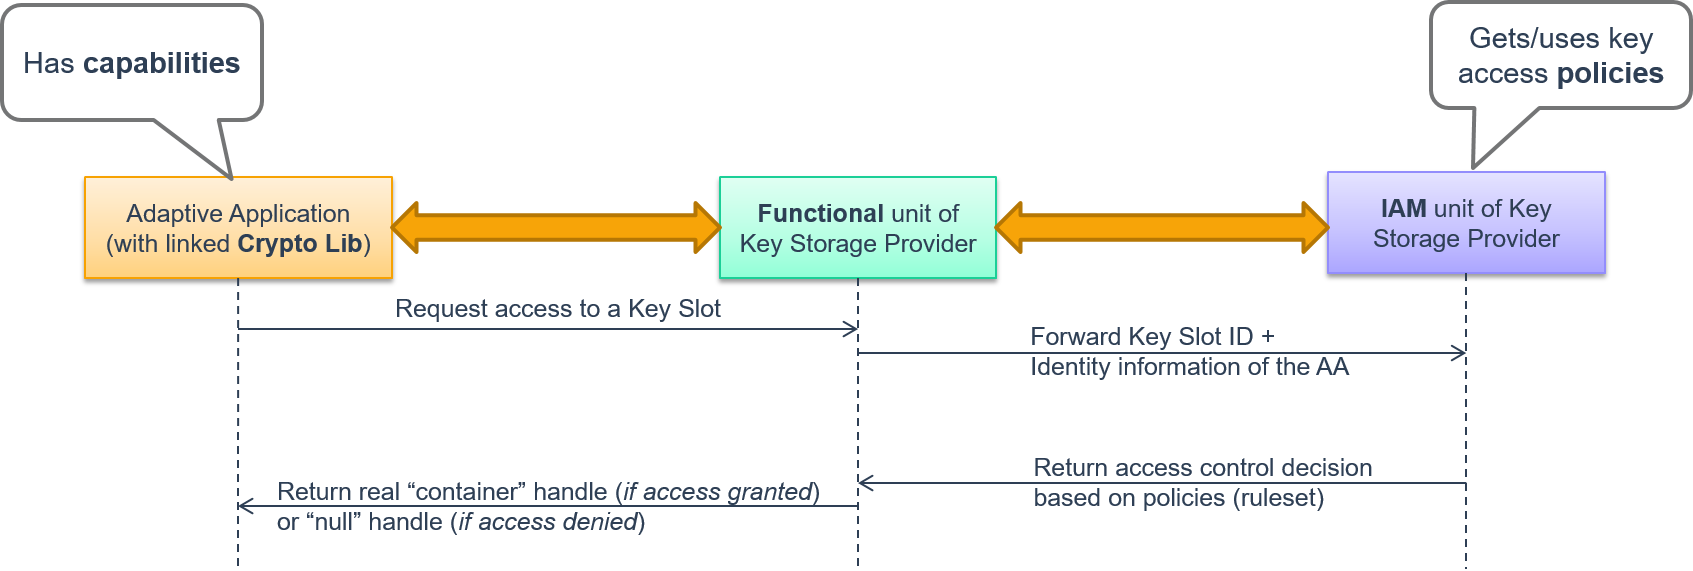 Has capabilities
Gets/uses key
access policies
Adaptive Application
(with linked Crypto Lib)
Functional unit of
Key Storage Provider
IAM unit of Key
Storage Provider
Request access to a Key Slot
Forward Key Slot ID +
Identity information of the AA
Return access control decision
based on policies (ruleset)
Return real “container” handle (if access granted)
or “null” handle (if access denied)